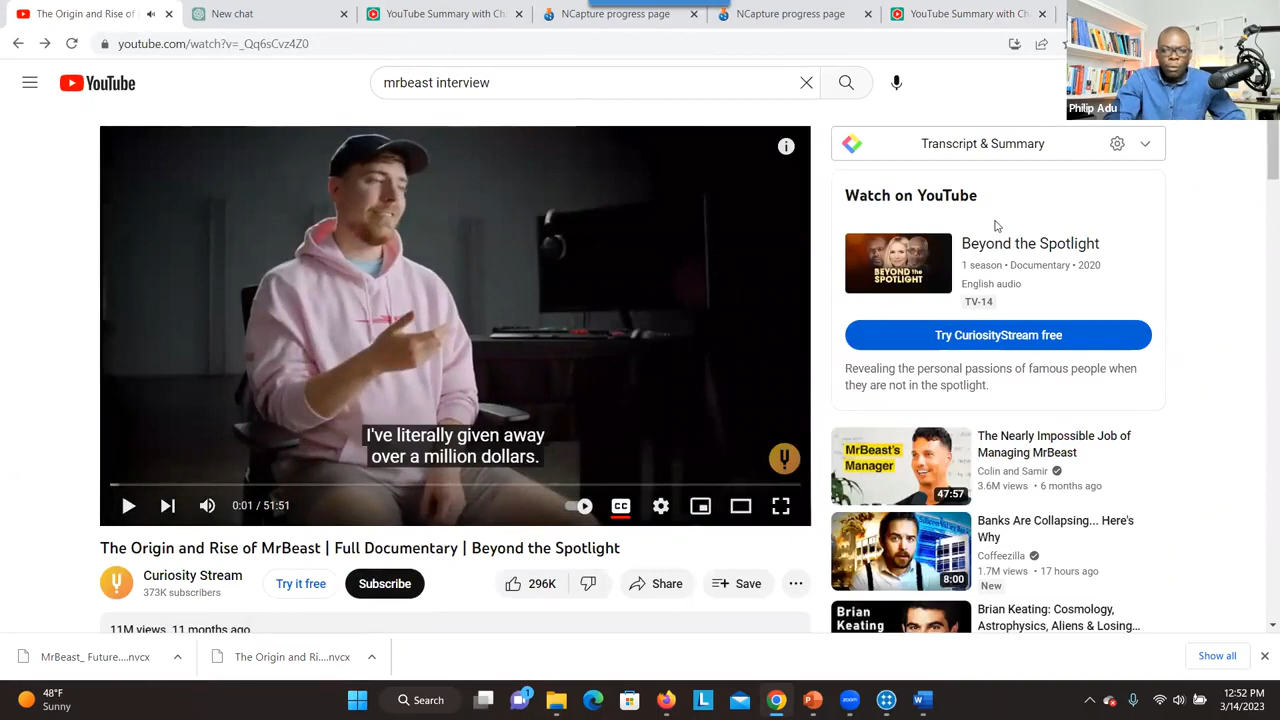 The Origin and Rise of
New chat
YouTube Summary with Ch
NCapture progress page
NCapture progress page
YouTube Summary with Ch
youtube.com/watch?v=_Qq6sCvz4Z0
Philip Adu
YouTube
mrbeast interview
Transcript & Summary
Watch on YouTube
BEYOND the
SPOTLIGHT
Beyond the Spotlight
1 season • Documentary • 2020
English audio
TV-14
Try CuriosityStream free
Revealing the personal passions of famous people when
they are not in the spotlight.
I've literally given away
over a million dollars.
CC
0:01 / 51:51
MrBeast's
Manager
47:57
The Nearly Impossible Job of
Managing MrBeast
Colin and Samir
3.6M views • 6 months ago
8:00
Banks Are Collapsing... Here's
Why
Coffeezilla
1.7M views • 17 hours ago
New
Brian
Keating
Brian Keating: Cosmology,
Astrophysics, Aliens & Losing...
The Origin and Rise of MrBeast | Full Documentary | Beyond the Spotlight
Curiosity Stream
373K subscribers
Try it free
Subscribe
296K
Share
Save
11M views 11 months ago
MrBeast_ Future....nvcx
The Origin and Ri....nvcx
Show all
48°F
Sunny
Search
1
12:52 PM
3/14/2023